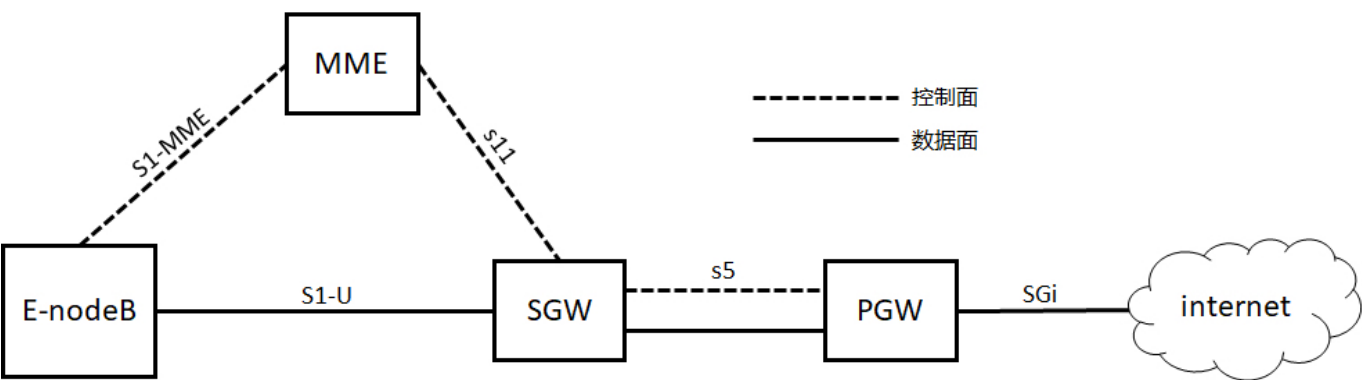 MME
控制面
数据面
S1-MME
s11
E-nodeB
S1-U
SGW
s5
PGW
SGi
internet